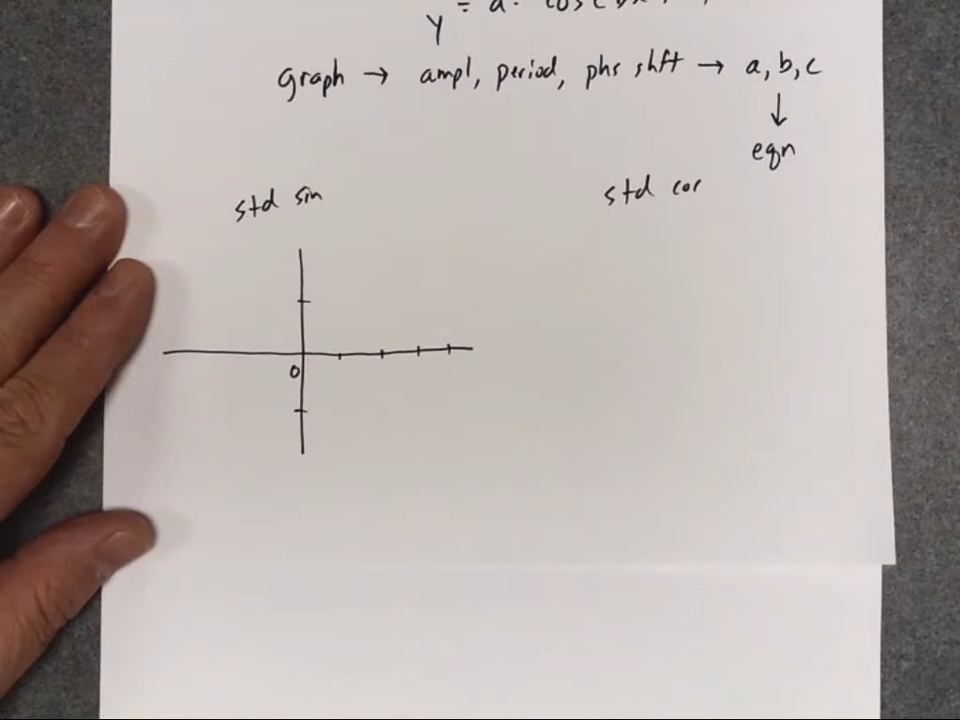 y = a.
graph → ampl, period, phs shft → a, b, c
↓
eqn
std sin
std cos
0